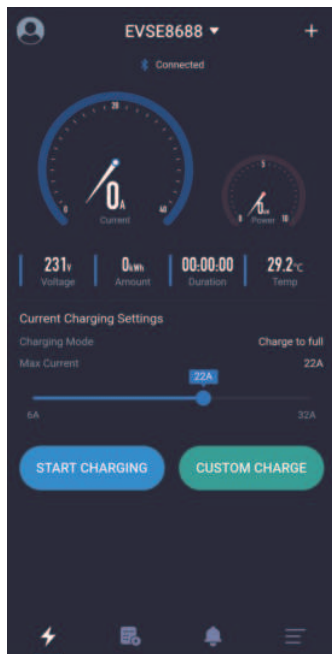 EVSE8688 ▼ +
Connected
20
0 40
0A
Current
5
0 10
0kW
Power
231V 0kWh 00:00:00 29.2°C
Voltage Amount Duration Temp
Current Charging Settings
Charging Mode Charge to full
Max Current 22A
22A
6A 32A
START CHARGING CUSTOM CHARGE